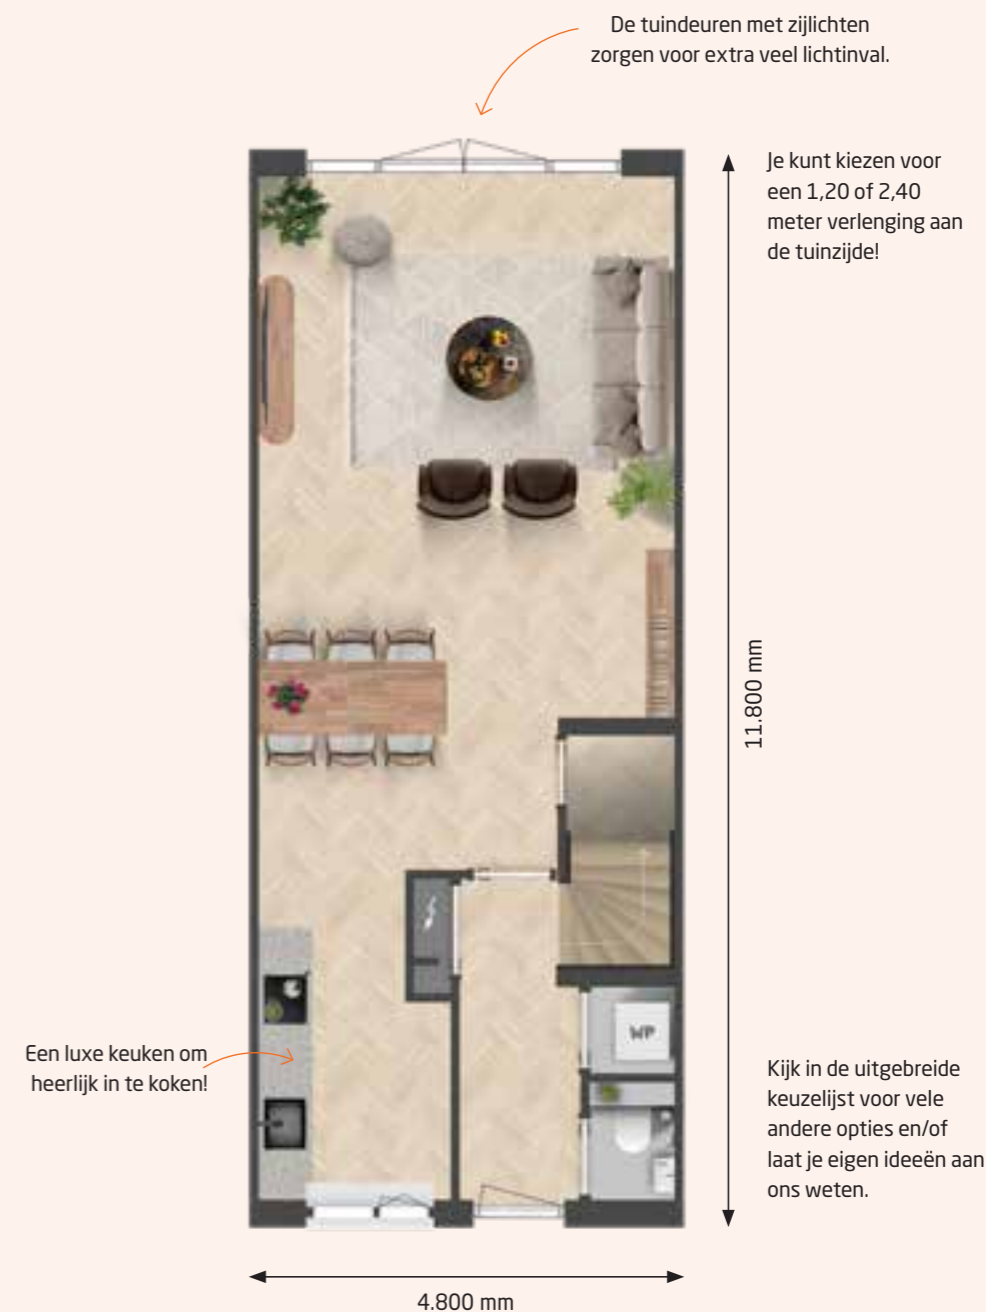 De tuindeuren met zijlichten
zorgen voor extra veel lichtinval.
Je kunt kiezen voor
een 1,20 of 2,40
meter verlenging aan
de tuinzijde!
11.800 mm
WP
Een luxe keuken om
heerlijk in te koken!
Kijk in de uitgebreide
keuzelijst voor vele
andere opties en/of
laat je eigen ideeën aan
ons weten.
4.800 mm